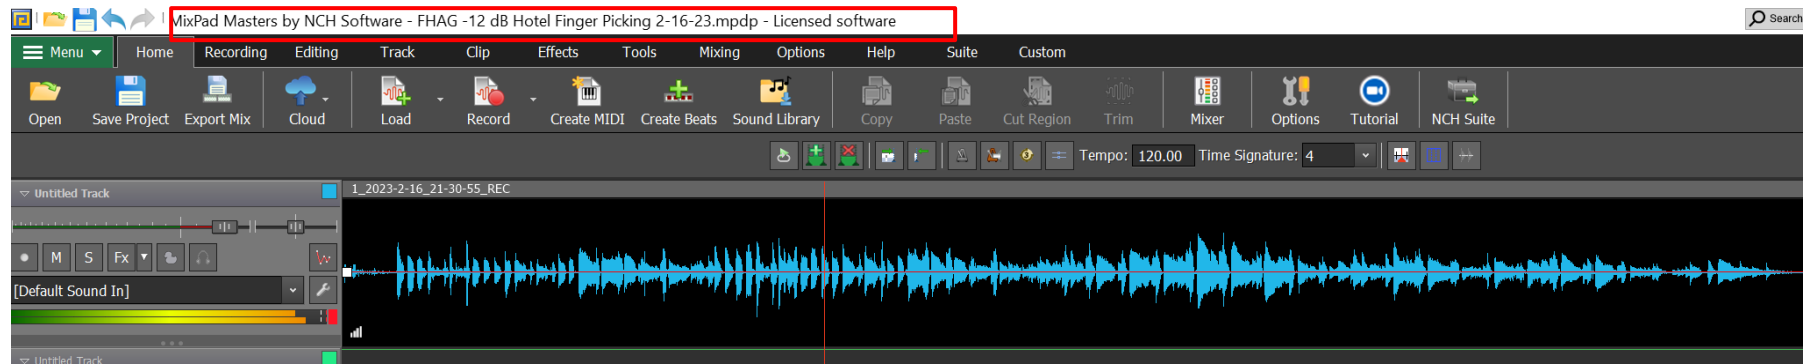 MixPad Masters by NCH Software - FHAG -12 dB Hotel Finger Picking 2-16-23.mpdp - Licensed software
Search
Menu Home Recording Editing Track Clip Effects Tools Mixing Options Help Suite Custom
Open Save Project Export Mix Cloud Load Record Create MIDI Create Beats Sound Library Copy Paste Cut Region Trim Mixer Options Tutorial NCH Suite
Tempo: 120.00 Time Signature: 4
Untitled Track
1_2023-2-16_21-30-55_REC
M S Fx
[Default Sound In]
Untitled Track